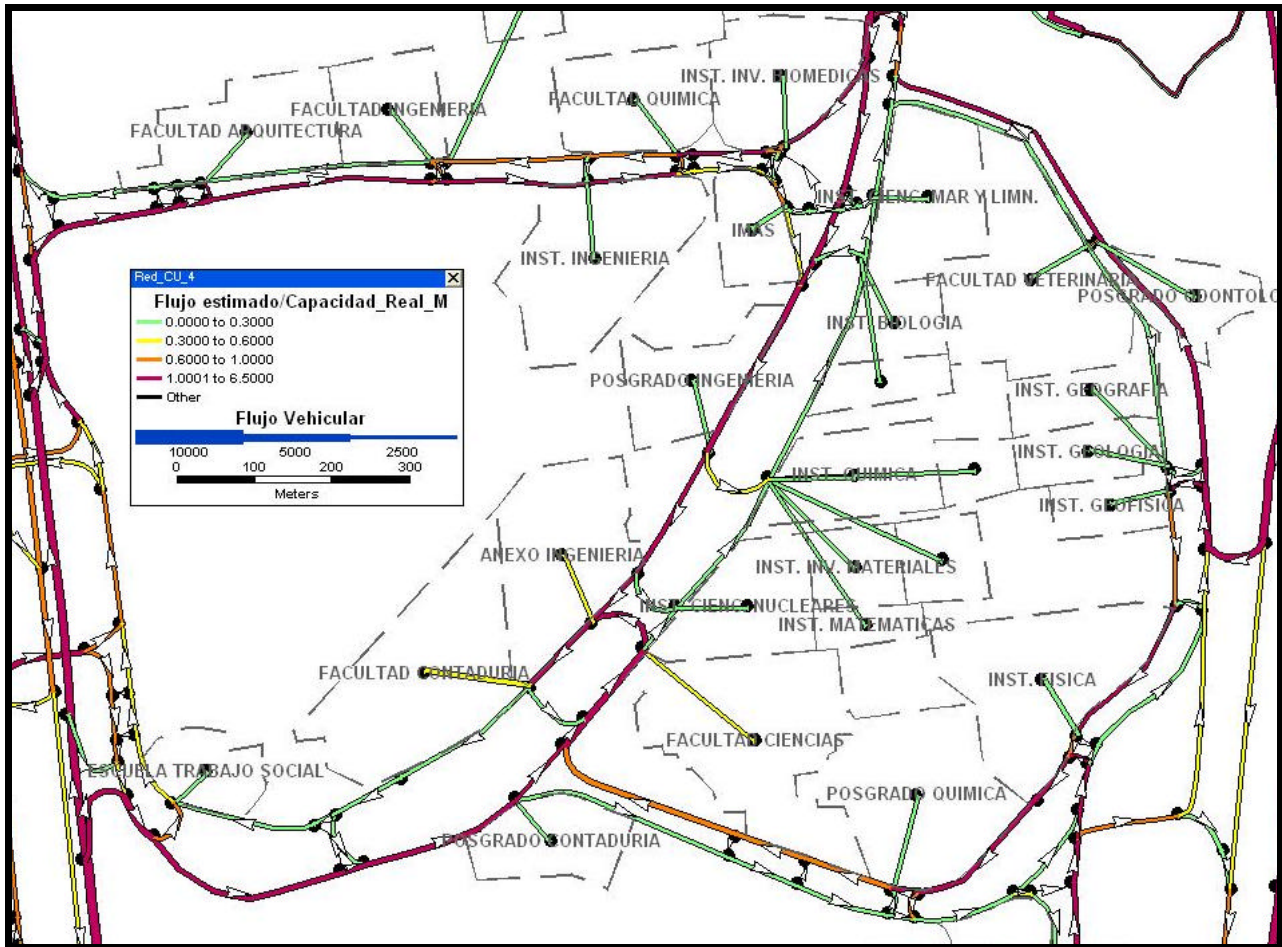 INST. INV. BIOMEDICAS
FACULTAD QUIMICA
FACULTAD INGENIERIA
FACULTAD ARQUITECTURA
INST. CIENC. MAR Y LIMN.
IMAS
INST. INGENIERIA
FACULTAD VETERINARIA
POSGRADO ODONTOLO
Red_CU_4
Flujo estimado/Capacidad_Real_M
0.0000 to 0.3000
0.3000 to 0.6000
0.6000 to 1.0000
1.0001 to 6.5000
Other
Flujo Vehicular
10000 5000 2500
0 100 200 300
Meters
INST. BIOLOGIA
POSGRADO INGENIERIA
INST. GEOGRAFIA
INST. GEOLOGIA
INST. QUIMICA
INST. GEOFISICA
ANEXO INGENIERIA
INST. INV. MATERIALES
INST. CIENC NUCLEARES
INST. MATEMATICAS
FACULTAD CONTADURIA
INST. FISICA
FACULTAD CIENCIAS
ESCUELA TRABAJO SOCIAL
POSGRADO QUIMICA
POSGRADO CONTADURIA